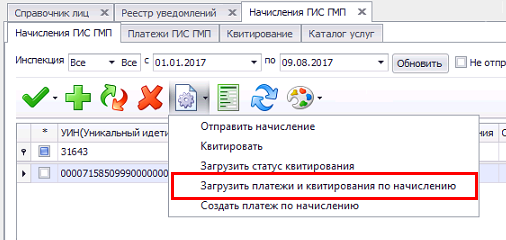 Справочник лиц Реестр уведомлений Начисления ГИС ГМП
Начисления ГИС ГМП Платежи ГИС ГМП Квитирование Каталог услуг
Инспекция Все Все с 01.01.2017 по 09.08.2017 Обновить Не отпр
* УИН(Уникальный идети ния С
31643
00007158509990000000
Отправить начисление
Квитировать
Загрузить статус квитирования
Загрузить платежи и квитирования по начислению
Создать платеж по начислению